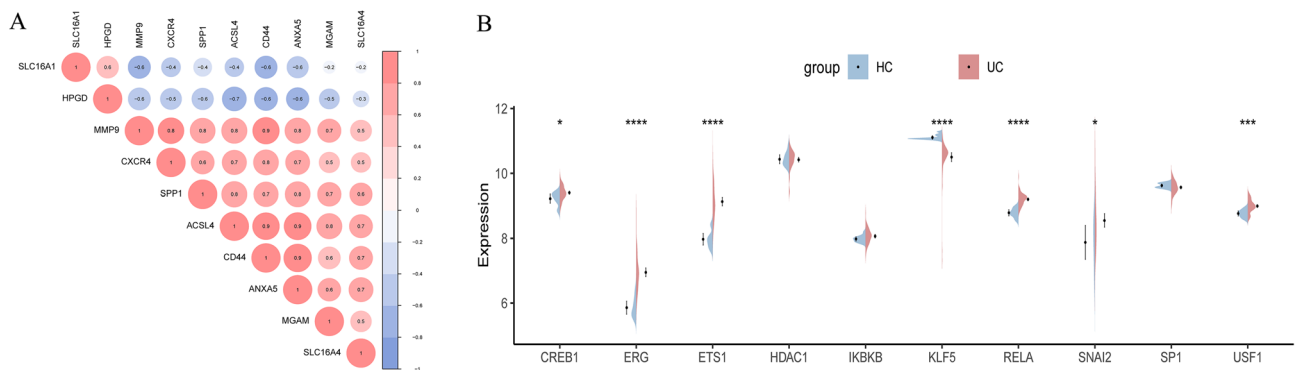 A
SLC16A1 HPGD MMP9 CXCR4 SPP1 ACSL4 CD44 ANXA5 MGAM SLC16A4
SLC16A1 1 0.6 −0.6 −0.4 −0.4 −0.4 −0.6 −0.6 −0.2 −0.2
HPGD 1 −0.6 −0.5 −0.6 −0.7 −0.6 −0.6 −0.5 −0.3
MMP9 1 0.8 0.8 0.8 0.9 0.8 0.7 0.5
CXCR4 1 0.6 0.7 0.8 0.7 0.5 0.5
SPP1 1 0.8 0.7 0.8 0.7 0.6
ACSL4 1 0.9 0.9 0.6 0.7
CD44 1 0.9 0.6 0.7
ANXA5 1 0.6 0.7
MGAM 1 0.5
SLC16A4 1
1
0.8
0.6
0.4
0.2
0
−0.2
−0.4
−0.6
−0.8
−1
B
group HC UC
Expression
12
10
8
6
* **** **** **** **** * ***
CREB1 ERG ETS1 HDAC1 IKBKB KLF5 RELA SNAI2 SP1 USF1